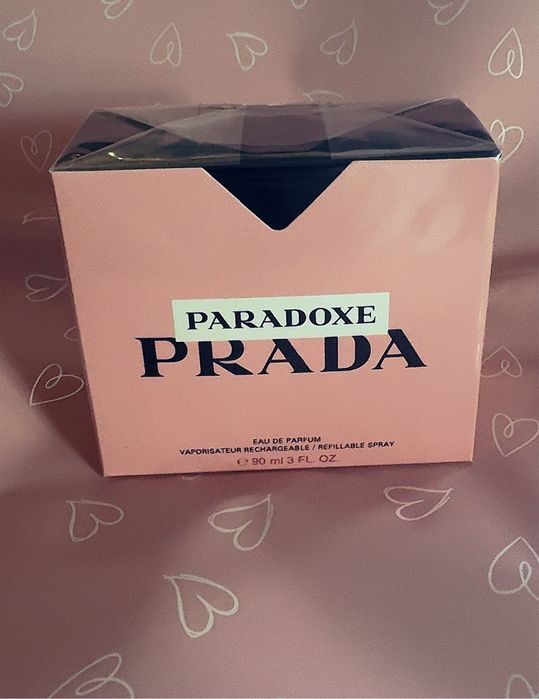 PARADOXE
PRADA
EAU DE PARFUM
VAPORISATEUR RECHARGEABLE / REFILLABLE SPRAY
℮ 90 ml 3 FL. OZ.